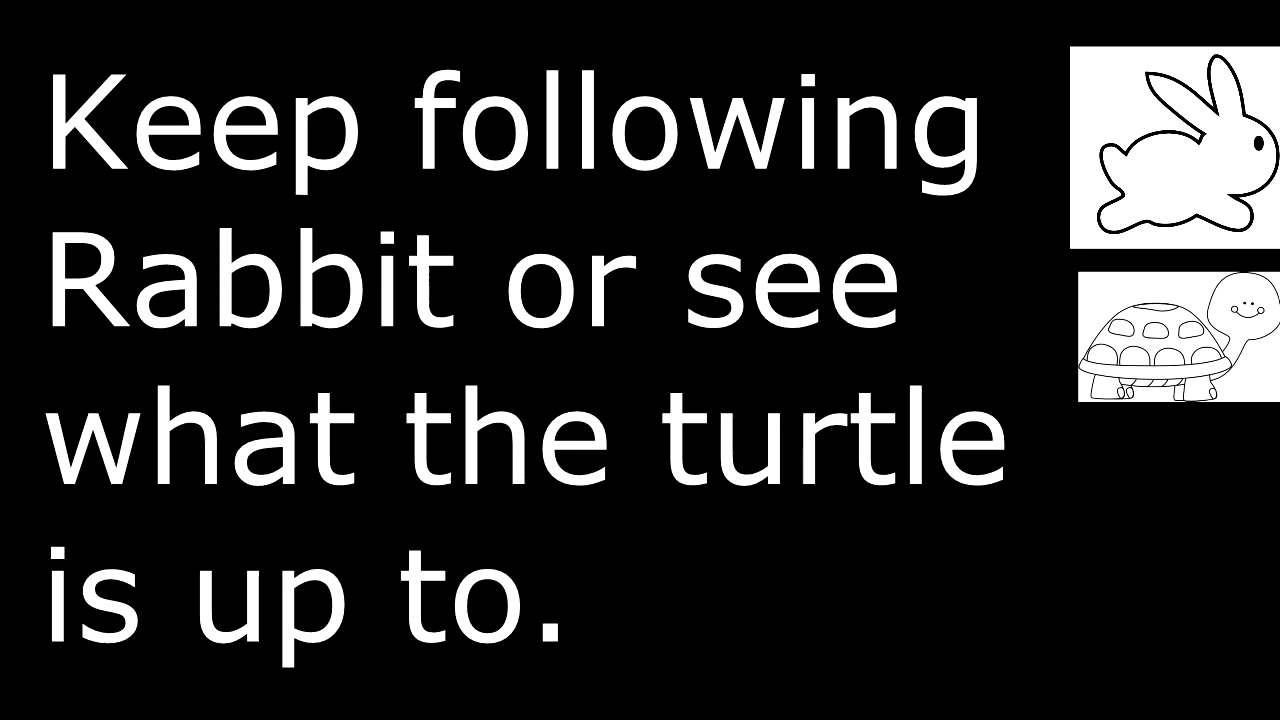 Keep following
Rabbit or see
what the turtle
is up to.